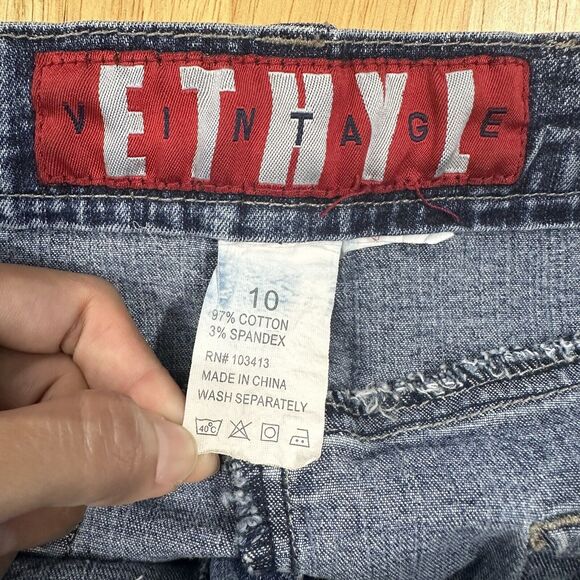 ETHYL
VINTAGE
10
97% COTTON
3% SPANDEX
RN# 103413
MADE IN CHINA
WASH SEPARATELY
40°C